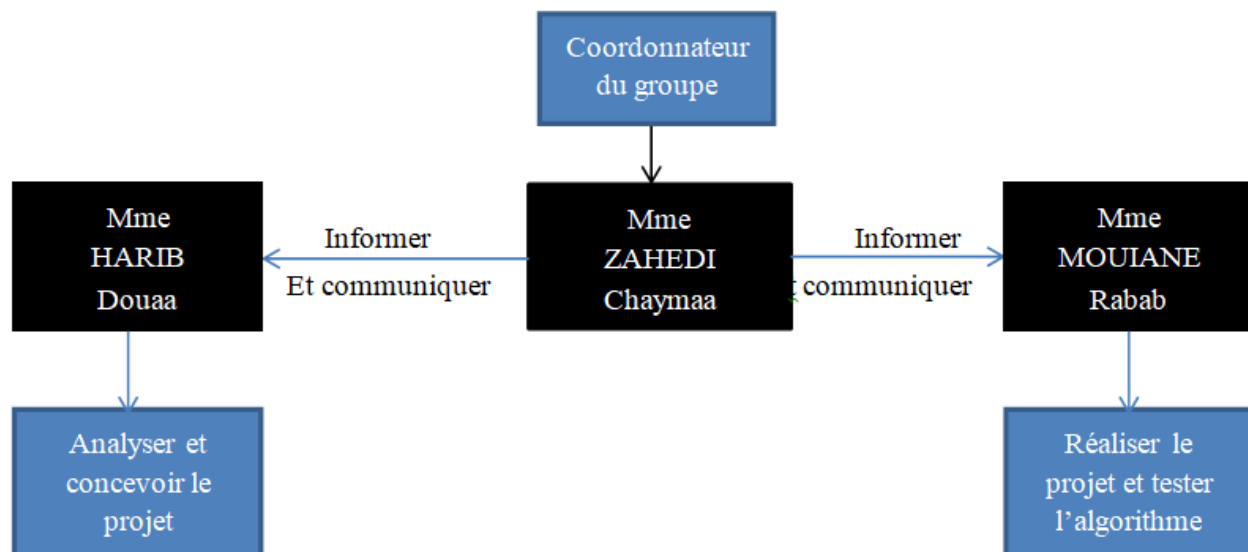 Coordonnateur
du groupe
Mme
HARIB
Douaa
Informer
Et communiquer
Mme
ZAHEDI
Chaymaa
Informer
communiquer
Mme
MOUIANE
Rabab
Analyser et
concevoir le
projet
Réaliser le
projet et tester
l’algorithme